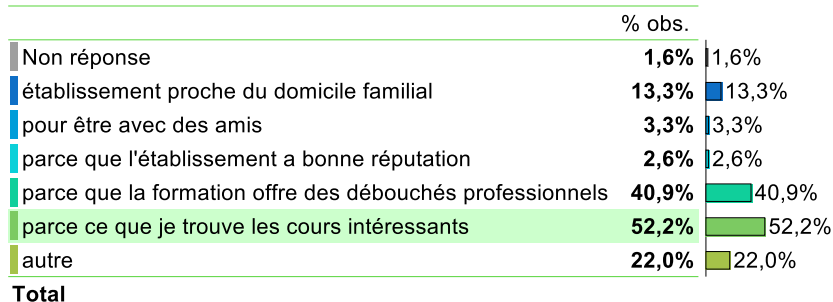 % obs.
Non réponse 1,6% 1,6%
établissement proche du domicile familial 13,3% 13,3%
pour être avec des amis 3,3% 3,3%
parce que l'établissement a bonne réputation 2,6% 2,6%
parce que la formation offre des débouchés professionnels 40,9% 40,9%
parce ce que je trouve les cours intéressants 52,2% 52,2%
autre 22,0% 22,0%
Total